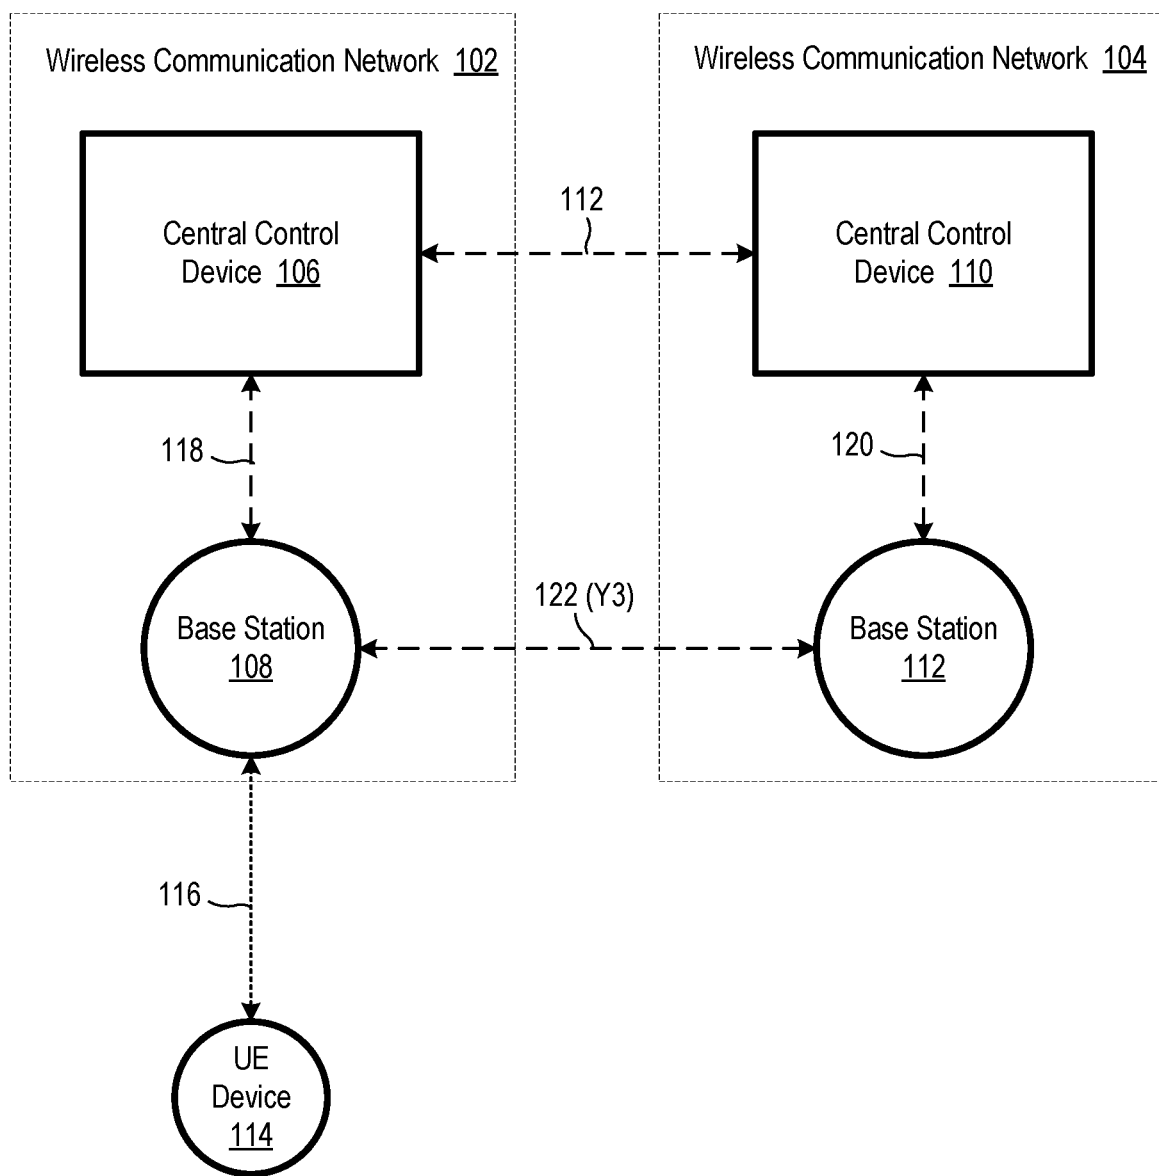 Wireless Communication Network 102
Wireless Communication Network 104
Central Control
Device 106
112
Central Control
Device 110
118
120
Base Station
108
122 (Y3)
Base Station
112
116
UE
Device
114